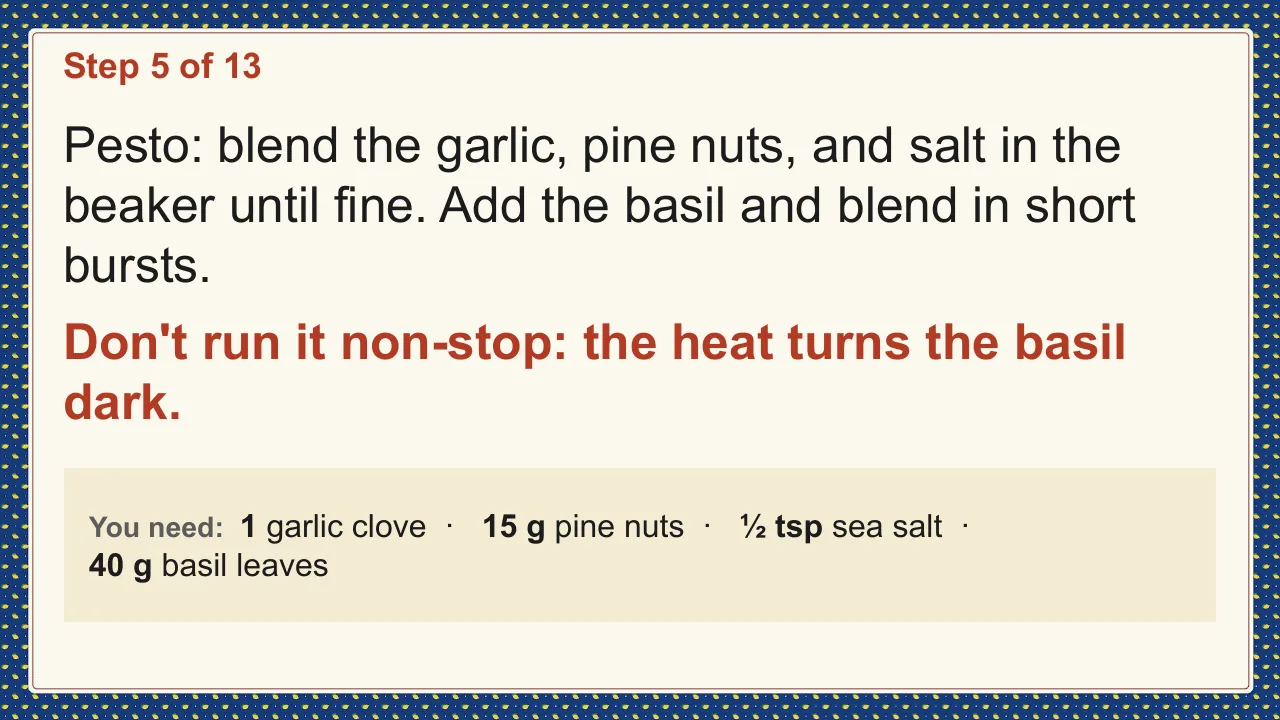 Step 5 of 13
Pesto: blend the garlic, pine nuts, and salt in the
beaker until fine. Add the basil and blend in short
bursts.
Don't run it non-stop: the heat turns the basil
dark.
You need: 1 garlic clove · 15 g pine nuts · ½ tsp sea salt ·
40 g basil leaves